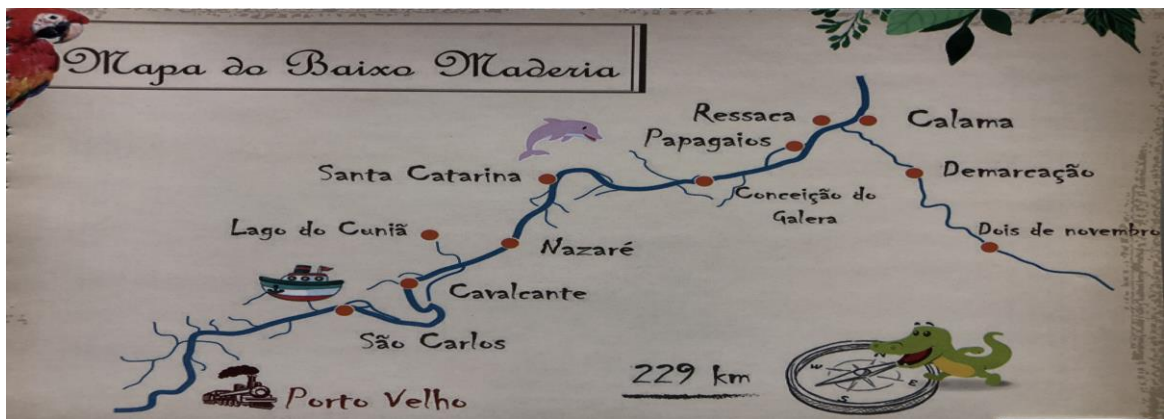 Mapa do Baixo Maderia
Ressaca
Papagaios
Calama
Santa Catarina
Demarcação
Conceição do
Galera
Lago do Cuniã
Nazaré
Dois de novembro
Cavalcante
São Carlos
229 km
Porto Velho
W
E
S